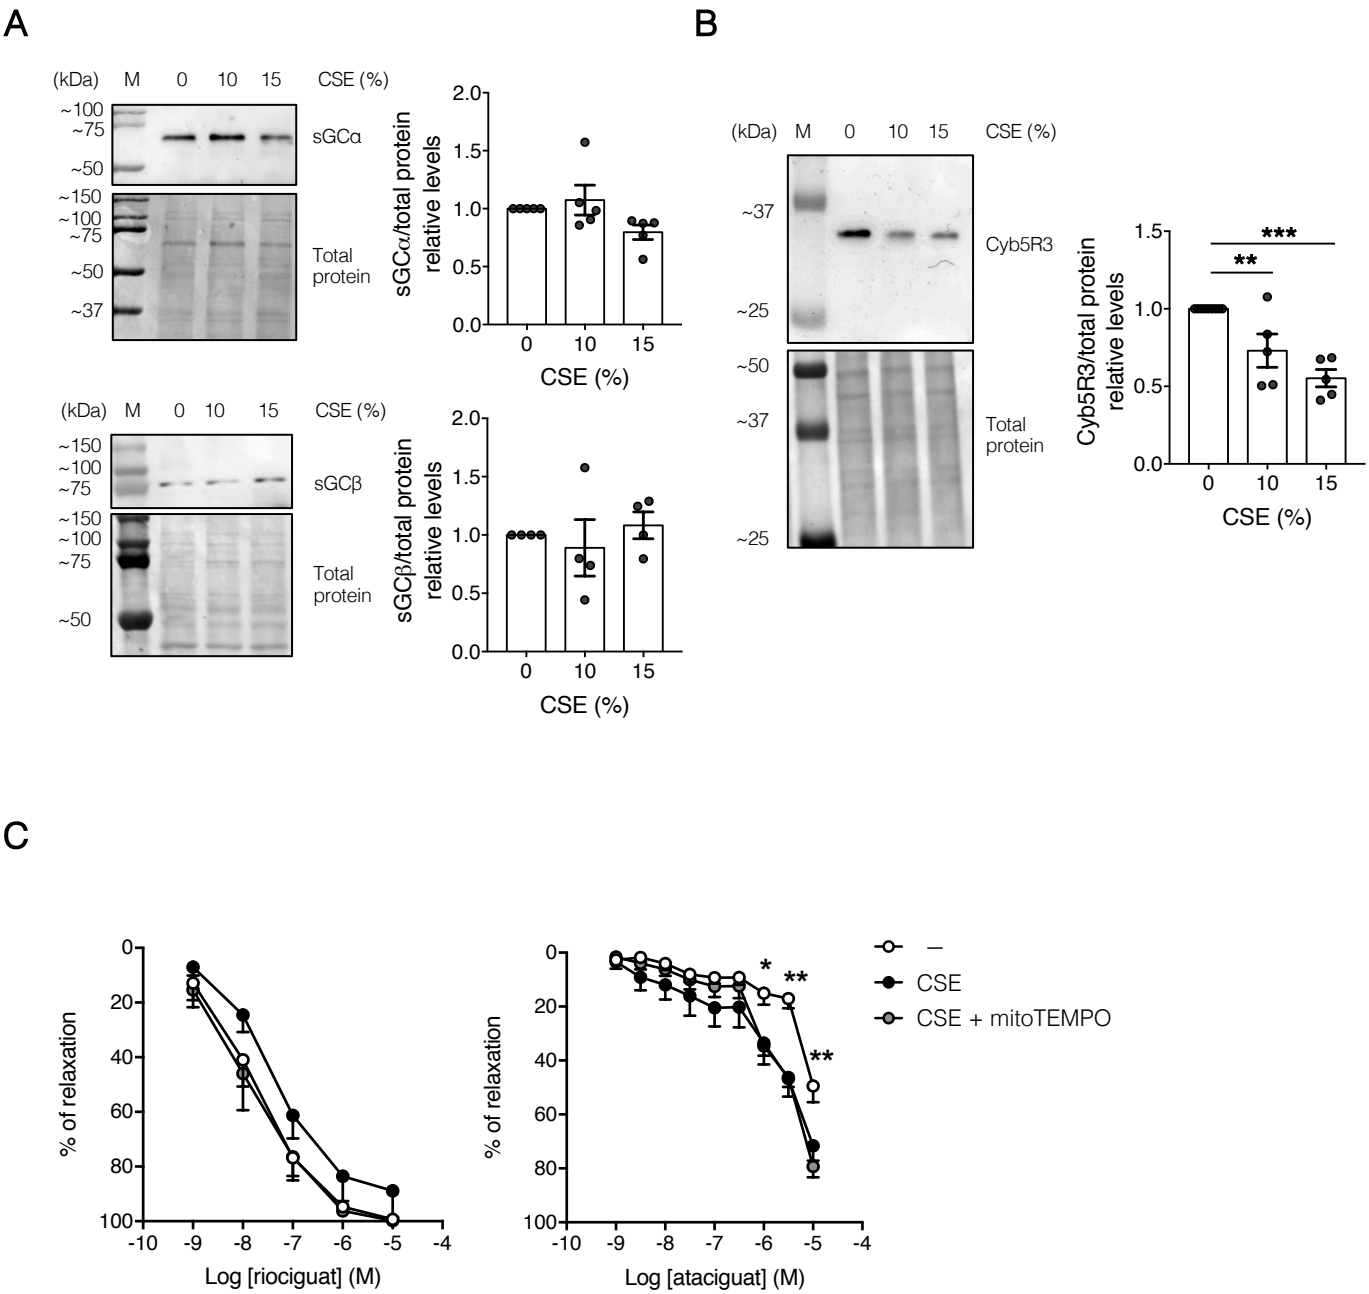 A
(kDa) M 0 10 15 CSE (%)
~100
~75
~50
sGCα
~150
~100
~75
~50
~37
Total
protein
sGCα/total protein
relative levels
2.0
1.5
1.0
0.5
0.0
0 10 15
CSE (%)
(kDa) M 0 10 15 CSE (%)
~150
~100
~75
sGCβ
~150
~100
~75
~50
Total
protein
sGCβ/total protein
relative levels
2.0
1.5
1.0
0.5
0.0
0 10 15
CSE (%)
B
(kDa) M 0 10 15 CSE (%)
~37
~25
Cyb5R3
~50
~37
~25
Total
protein
Cyb5R3/total protein
relative levels
1.5
1.0
0.5
0.0
***
**
0 10 15
CSE (%)
C
% of relaxation
0
20
40
60
80
100
-10 -9 -8 -7 -6 -5 -4
Log [riociguat] (M)
% of relaxation
0
20
40
60
80
100
* **
**
-10 -9 -8 -7 -6 -5 -4
Log [ataciguat] (M)
–
CSE
CSE + mitoTEMPO